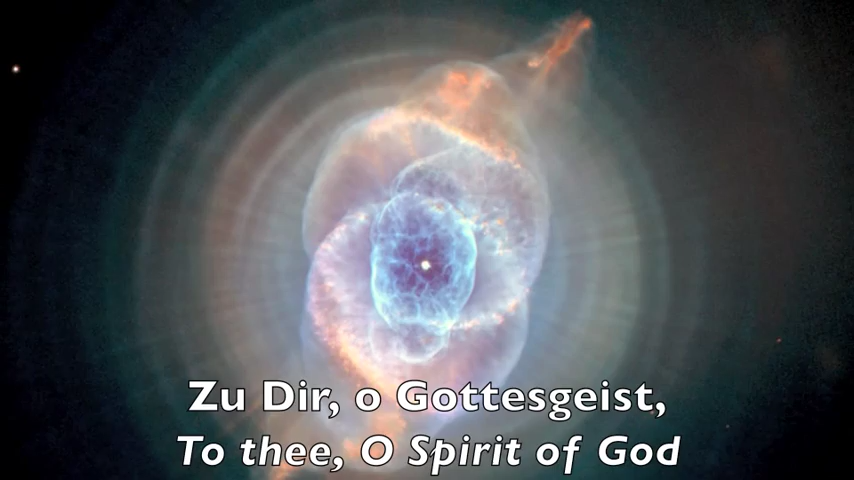 Zu Dir, o Gottesgeist,
To thee, O Spirit of God